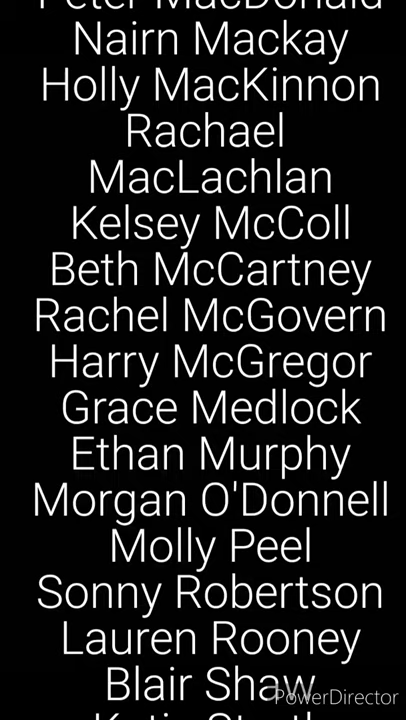 Peter MacDonald
Nairn Mackay
Holly MacKinnon
Rachael
MacLachlan
Kelsey McColl
Beth McCartney
Rachel McGovern
Harry McGregor
Grace Medlock
Ethan Murphy
Morgan O'Donnell
Molly Peel
Sonny Robertson
Lauren Rooney
Blair Shaw
PowerDirector